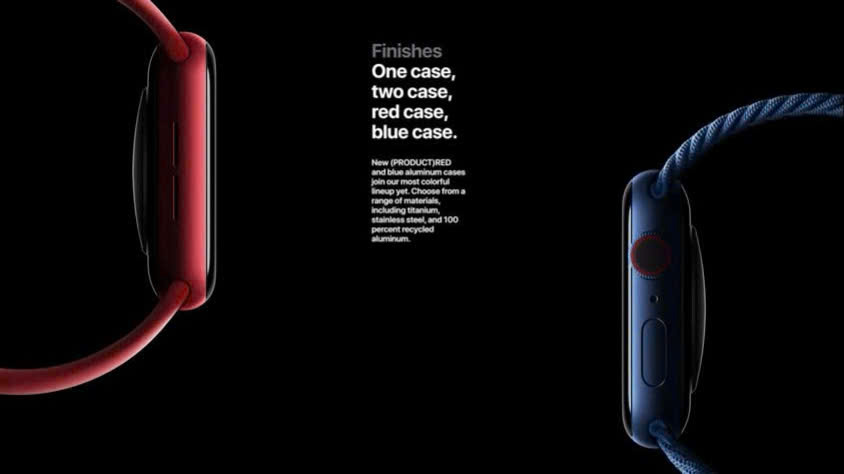 Finishes
One case,
two case,
red case,
blue case.
New (PRODUCT)RED
and blue aluminum cases
join our most colorful
lineup yet. Choose from a
range of materials,
including titanium,
stainless steel, and 100
percent recycled
aluminum.